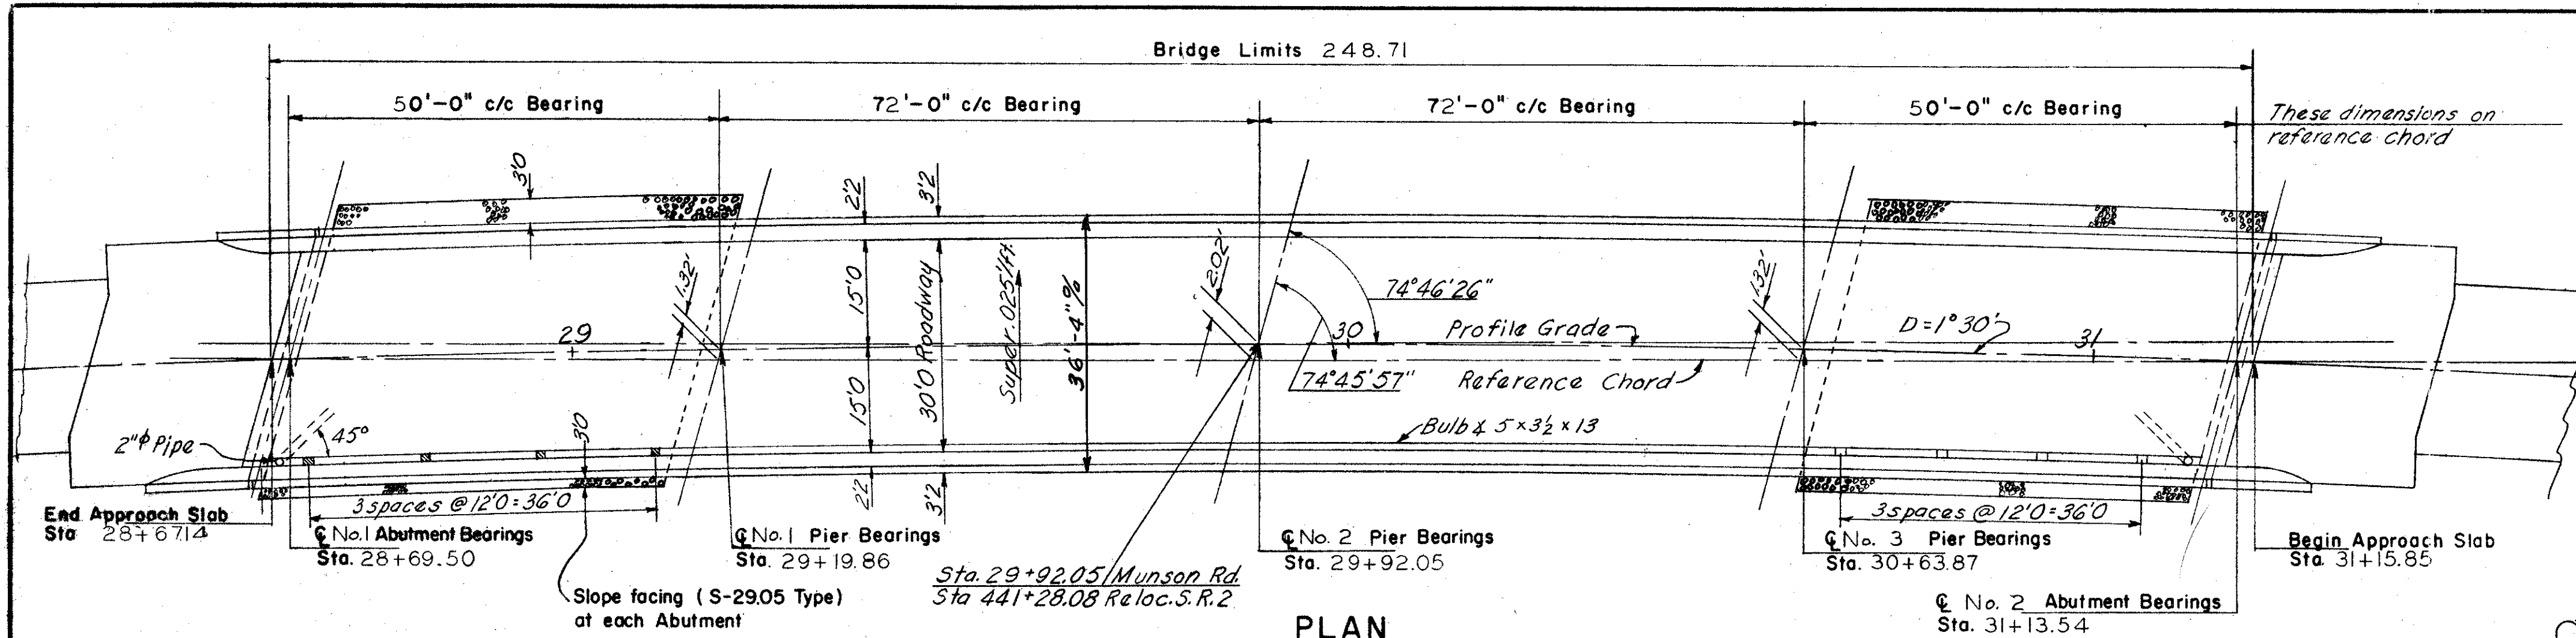 Bridge Limits 248.71
50'-0" c/c Bearing
72'-0" c/c Bearing
72'-0" c/c Bearing
50'-0" c/c Bearing
These dimensions on
reference chord
3'0
2'2
3'2
1.32'
15'0
30'0 Roadway
Super .025'/ft.
36'-4"%
2.02'
74°46'26"
1.32'
29
30
Profile Grade
D=1°30'
31
74°45'57"
Reference Chord
15'0
Bulb ∡ 5×3½×13
2"ϕ Pipe
45°
3'0
3 spaces @ 12'0=36'0
2'2
3'2
3 spaces @ 12'0=36'0
End Approach Slab
Sta 28+67.14
℄ No.1 Abutment Bearings
Sta. 28+69.50
℄ No. 1 Pier Bearings
Sta. 29+19.86
Sta. 29+92.05 Munson Rd.
Sta 441+28.08 Reloc. S.R.2
℄ No. 2 Pier Bearings
Sta. 29+92.05
℄ No. 3 Pier Bearings
Sta. 30+63.87
Begin Approach Slab
Sta. 31+15.85
Slope facing (S-29.05 Type)
at each Abutment
℄ No. 2 Abutment Bearings
Sta. 31+13.54
PLAN